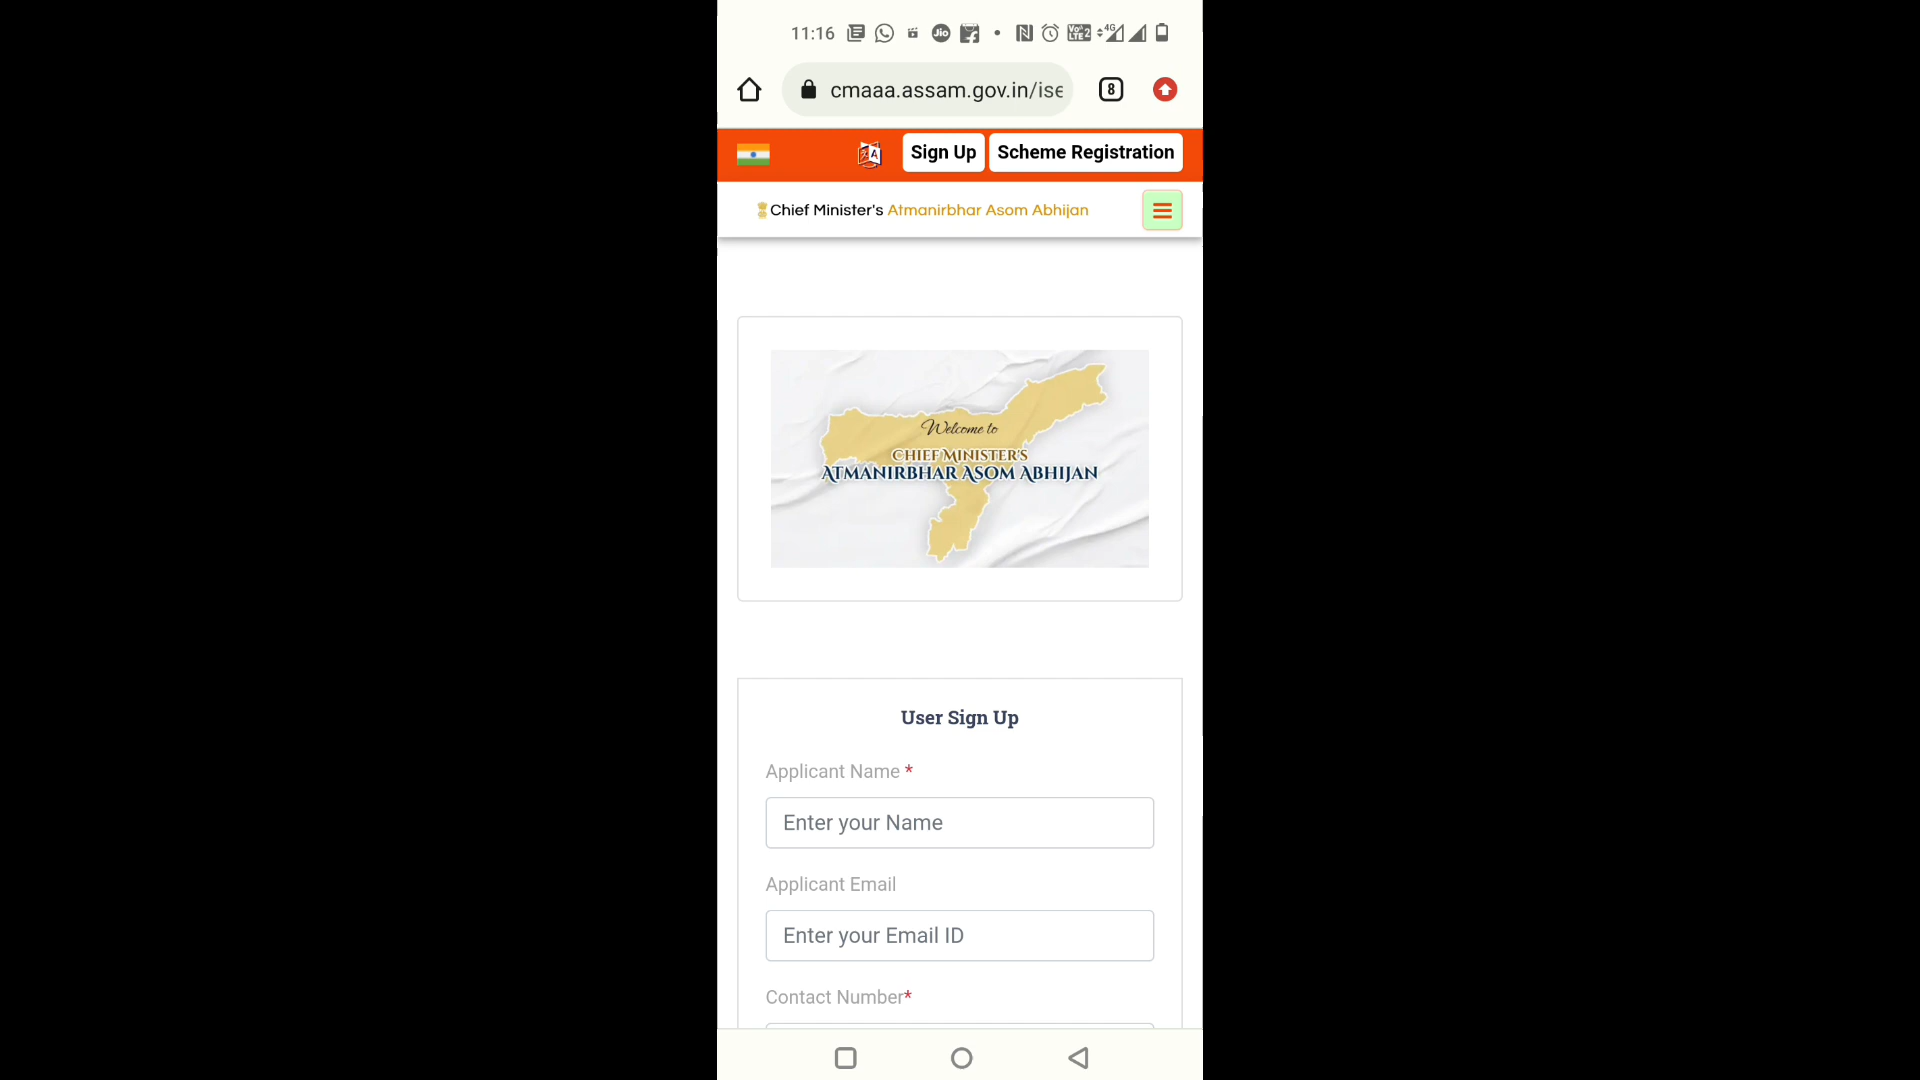 11:16
cmaaa.assam.gov.in/ise
8
Sign Up
Scheme Registration
Chief Minister's Atmanirbhar Asom Abhijan
Welcome to
CHIEF MINISTER'S
ATMANIRBHAR ASOM ABHIJAN
User Sign Up
Applicant Name *
Enter your Name
Applicant Email
Enter your Email ID
Contact Number*